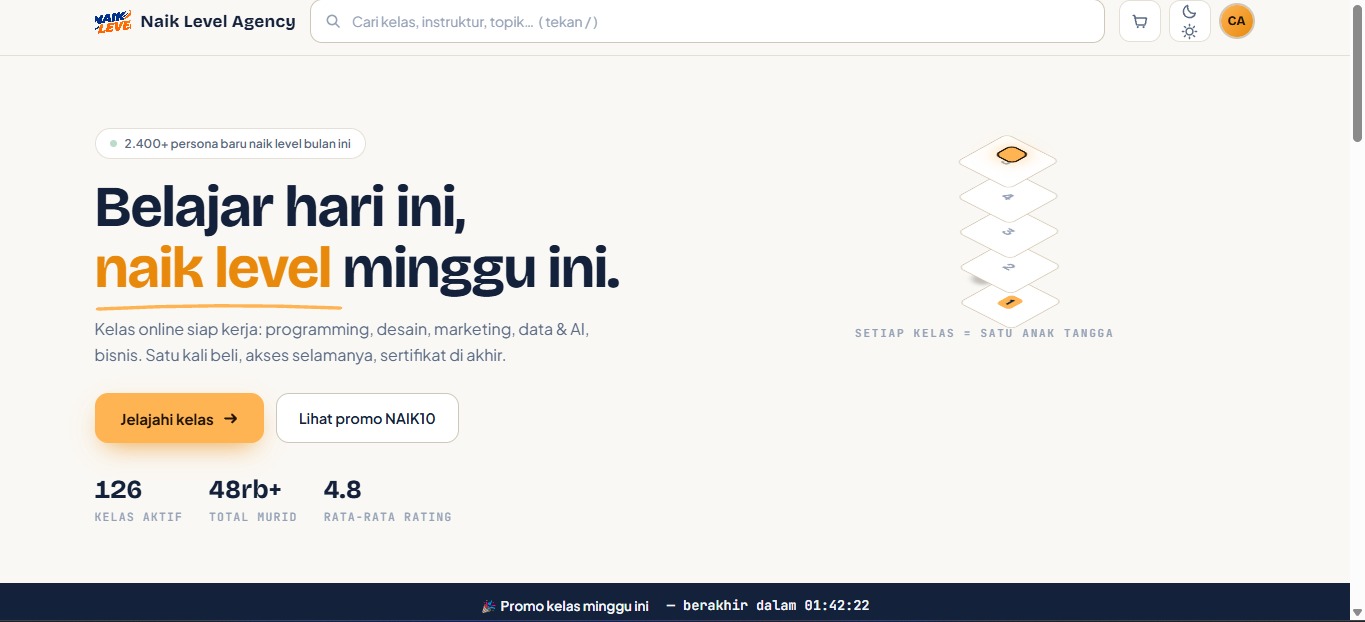 NAIK
LEVEL
Naik Level Agency
Cari kelas, instruktur, topik... ( tekan / )
CA
2.400+ persona baru naik level bulan ini
Belajar hari ini,
naik level minggu ini.
Kelas online siap kerja: programming, desain, marketing, data & AI,
bisnis. Satu kali beli, akses selamanya, sertifikat di akhir.
Jelajahi kelas →
Lihat promo NAIK10
126
KELAS AKTIF
48rb+
TOTAL MURID
4.8
RATA-RATA RATING
4
3
2
1
SETIAP KELAS = SATU ANAK TANGGA
🎉 Promo kelas minggu ini — berakhir dalam 01:42:22